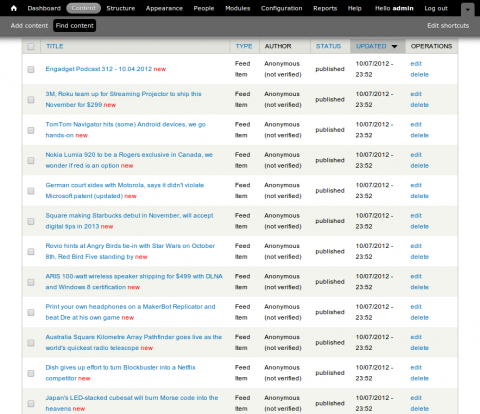 Dashboard Content Structure Appearance People Modules Configuration Reports Help Hello admin Log out
Add content Find content Edit shortcuts
TITLE TYPE AUTHOR STATUS UPDATED OPERATIONS
Engadget Podcast 312 - 10.04.2012 new Feed Item Anonymous (not verified) published 10/07/2012 - 23:52 edit delete
3M, Roku team up for Streaming Projector to ship this
November for $299 new Feed Item Anonymous (not verified) published 10/07/2012 - 23:52 edit delete
TomTom Navigator hits (some) Android devices, we go
hands-on new Feed Item Anonymous (not verified) published 10/07/2012 - 23:52 edit delete
Nokia Lumia 920 to be a Rogers exclusive in Canada, we
wonder if red is an option new Feed Item Anonymous (not verified) published 10/07/2012 - 23:52 edit delete
German court sides with Motorola, says it didn't violate
Microsoft patent (updated) new Feed Item Anonymous (not verified) published 10/07/2012 - 23:52 edit delete
Square making Starbucks debut in November, will accept
digital tips in 2013 new Feed Item Anonymous (not verified) published 10/07/2012 - 23:52 edit delete
Rovio hints at Angry Birds tie-in with Star Wars on October
8th, Red Bird Five standing by new Feed Item Anonymous (not verified) published 10/07/2012 - 23:52 edit delete
ARIS 100-watt wireless speaker shipping for $499 with DLNA
and Windows 8 certification new Feed Item Anonymous (not verified) published 10/07/2012 - 23:52 edit delete
Print your own headphones on a MakerBot Replicator and
beat Dre at his own game new Feed Item Anonymous (not verified) published 10/07/2012 - 23:52 edit delete
Australia Square Kilometre Array Pathfinder goes live as the
world's quickest radio telescope new Feed Item Anonymous (not verified) published 10/07/2012 - 23:52 edit delete
Dish gives up effort to turn Blockbuster into a Netflix
competitor new Feed Item Anonymous (not verified) published 10/07/2012 - 23:52 edit delete
Japan's LED-stacked cubesat will burn Morse code into the
heavens new Feed Item Anonymous (not verified) published 10/07/2012 - 23:52 edit delete